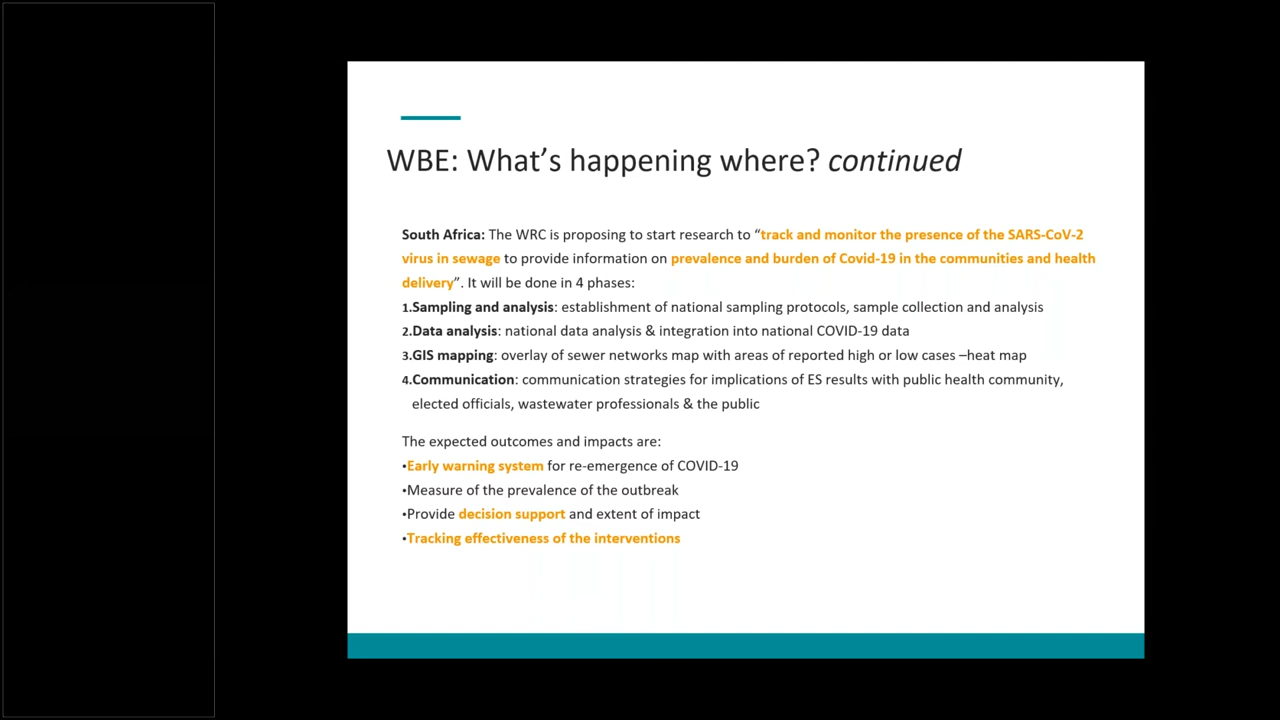 WBE: What’s happening where? continued
South Africa: The WRC is proposing to start research to “track and monitor the presence of the SARS-CoV-2
virus in sewage to provide information on prevalence and burden of Covid-19 in the communities and health
delivery”. It will be done in 4 phases:
1.Sampling and analysis: establishment of national sampling protocols, sample collection and analysis
2.Data analysis: national data analysis & integration into national COVID-19 data
3.GIS mapping: overlay of sewer networks map with areas of reported high or low cases –heat map
4.Communication: communication strategies for implications of ES results with public health community,
elected officials, wastewater professionals & the public
The expected outcomes and impacts are:
•Early warning system for re-emergence of COVID-19
•Measure of the prevalence of the outbreak
•Provide decision support and extent of impact
•Tracking effectiveness of the interventions